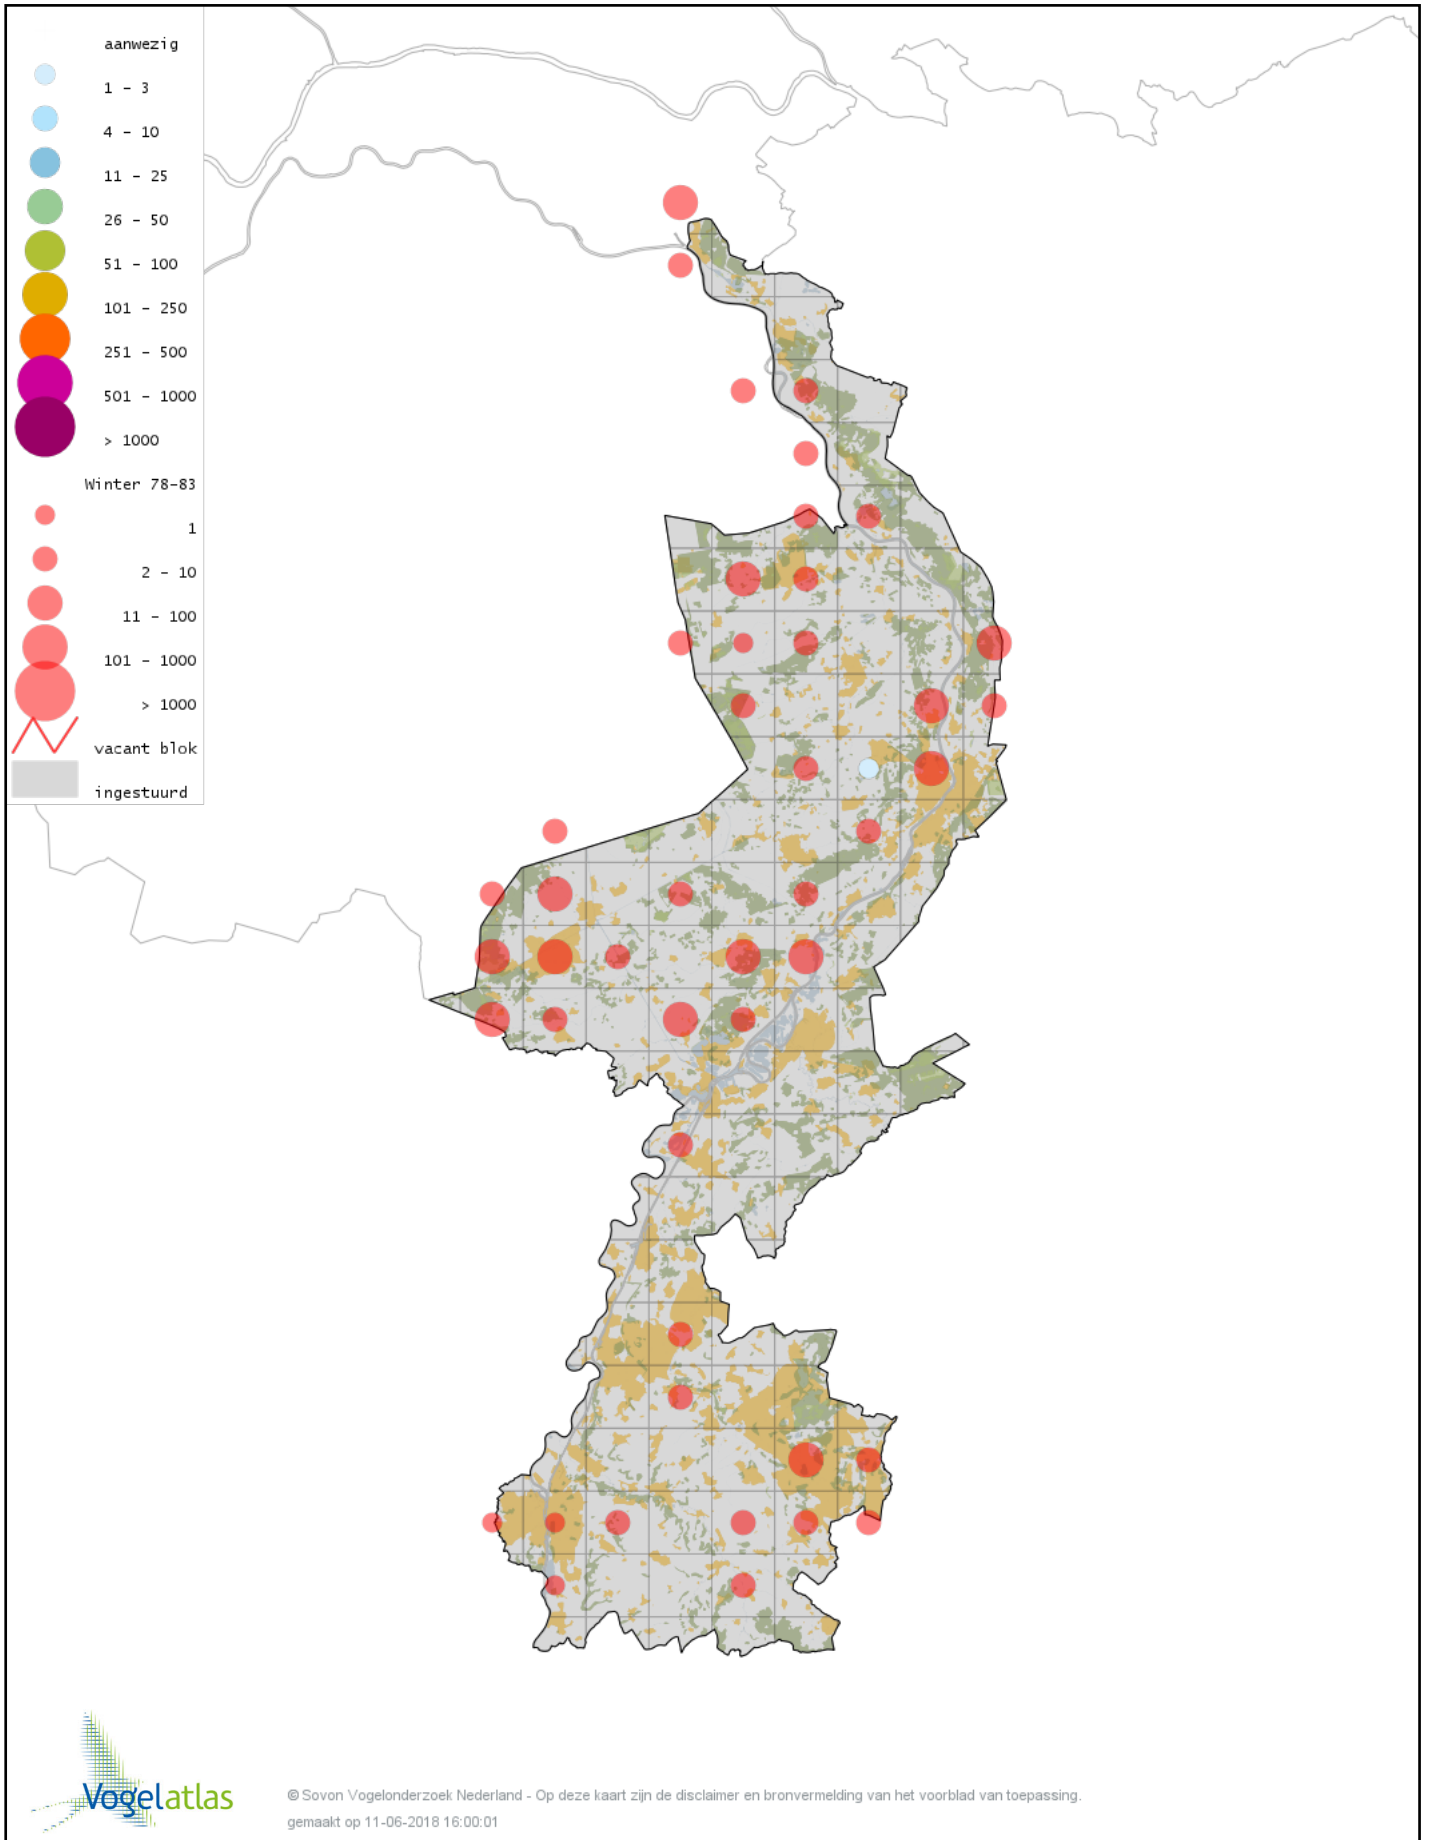 aanwezig
1 - 3
4 - 10
11 - 25
26 - 50
51 - 100
101 - 250
251 - 500
501 - 1000
> 1000
Winter 78-83
1
2 - 10
11 - 100
101 - 1000
> 1000
vacant blok
ingestuurd
Vogelatlas
© Sovon Vogelonderzoek Nederland - Op deze kaart zijn de disclaimer en bronvermelding van het voorblad van toepassing.
gemaakt op 11-06-2018 16:00:01